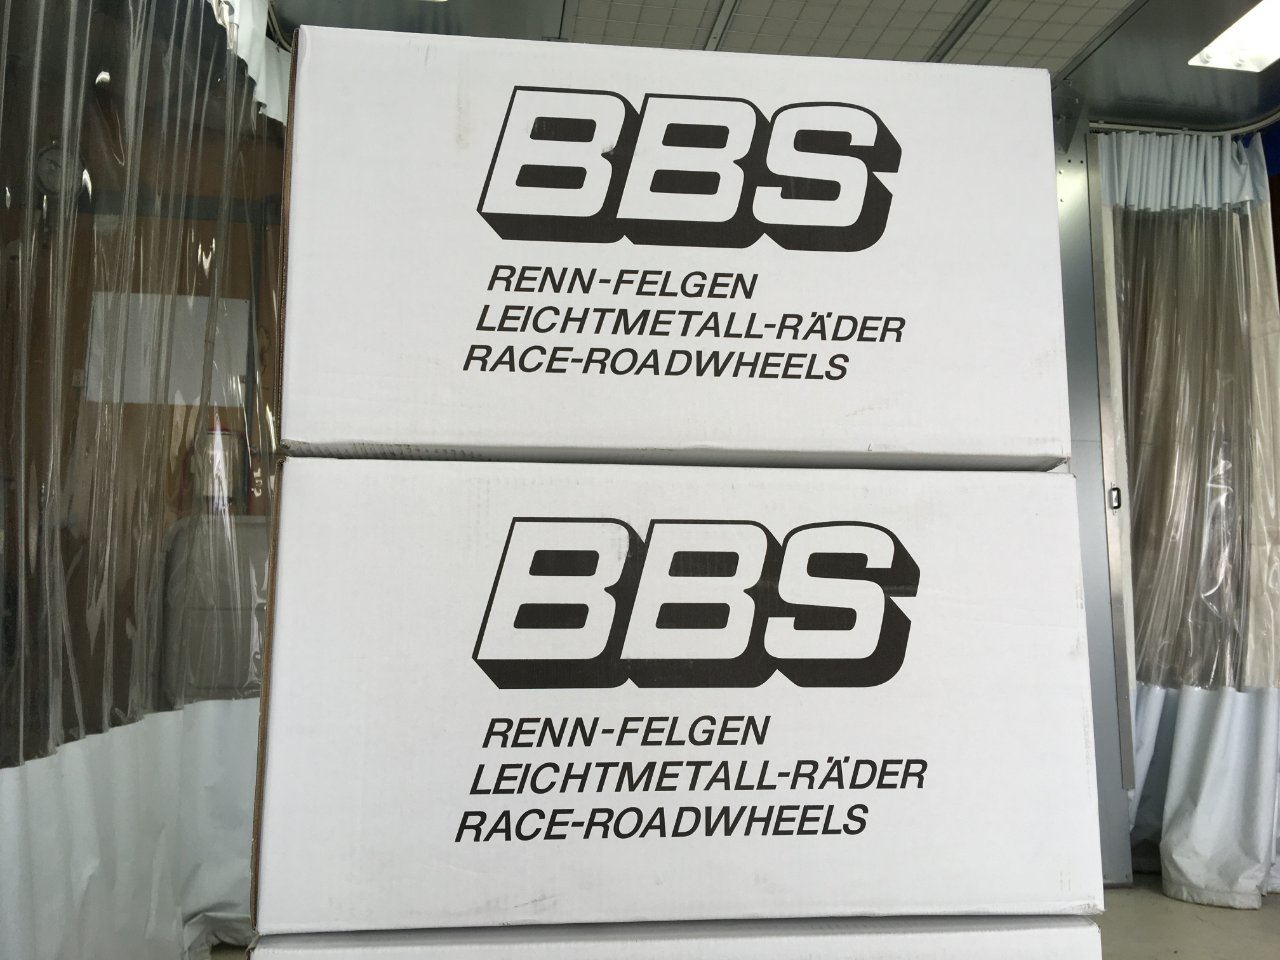 BBS
RENN-FELGEN
LEICHTMETALL-RÄDER
RACE-ROADWHEELS
BBS
RENN-FELGEN
LEICHTMETALL-RÄDER
RACE-ROADWHEELS